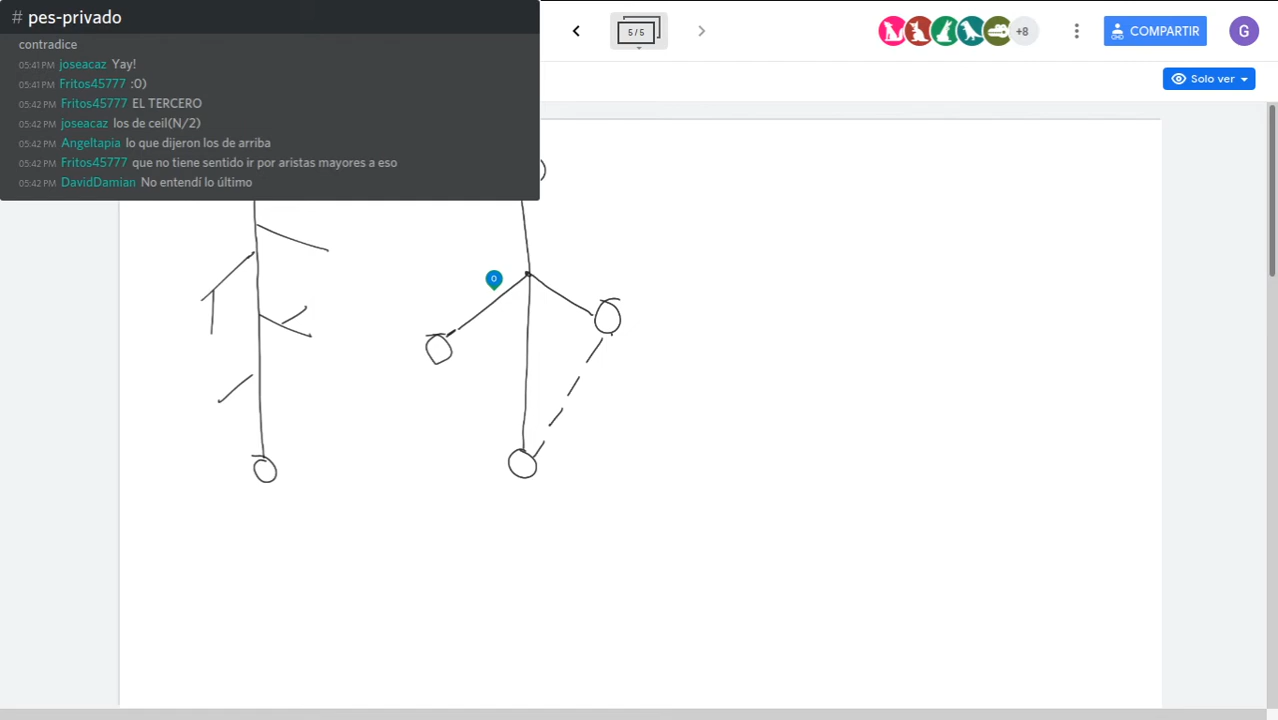 # pes-privado
contradice
05:41 PM joseacaz Yay!
05:41 PM Fritos45777 :0)
05:42 PM Fritos45777 EL TERCERO
05:42 PM joseacaz los de ceil(N/2)
05:42 PM Angeltapia lo que dijeron los de arriba
05:42 PM Fritos45777 que no tiene sentido ir por aristas mayores a eso
05:42 PM DavidDamian No entendí lo último
5/5
+8
COMPARTIR
G
Solo ver
0